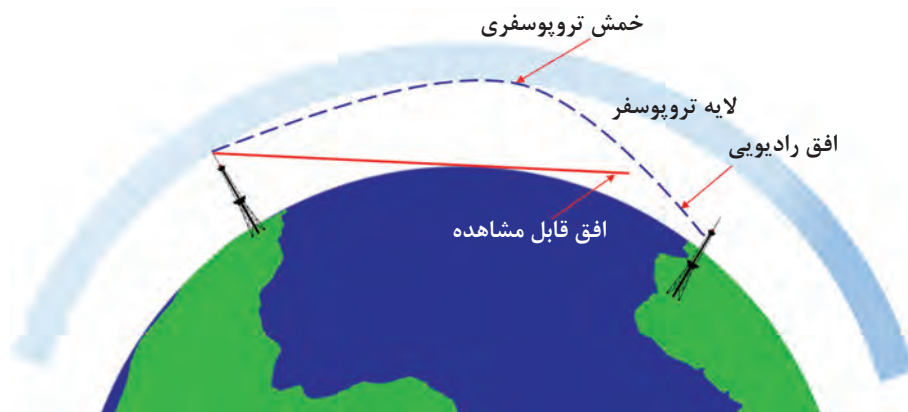 خمش تروپوسفری
لایه تروپوسفر
افق رادیویی
افق قابل مشاهده